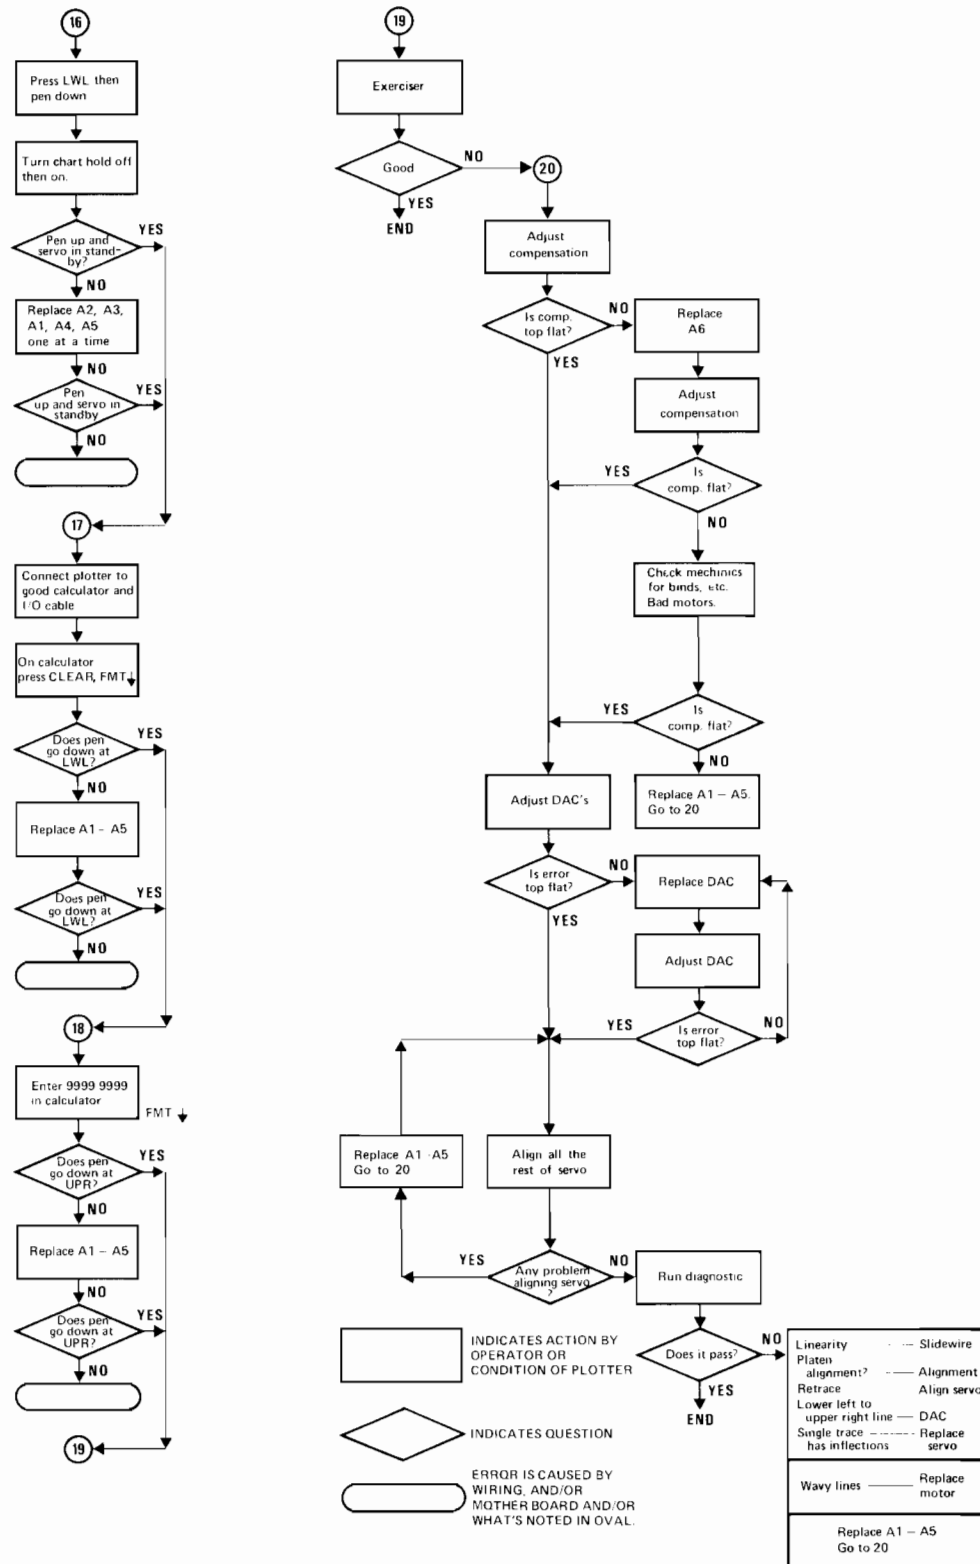 16
Press LWL then
pen down
Turn chart hold off
then on.
Pen up and
servo in stand-
by?
YES
NO
Replace A2, A3,
A1, A4, A5
one at a time
NO
Pen
up and servo in
standby
YES
NO
17
Connect plotter to
good calculator and
I/O cable
On calculator
press CLEAR, FMT ↓
Does pen
go down at
LWL?
YES
NO
Replace A1 - A5
Does pen
go down at
LWL?
YES
NO
18
Enter 9999 9999
in calculator
FMT ↓
Does pen
go down at
UPR?
YES
NO
Replace A1 – A5
NO
Does pen
go down at
UPR?
YES
NO
19
19
Exerciser
Good
NO
YES
END
20
Adjust
compensation
Is comp.
top flat?
NO
YES
Replace
A6
Adjust
compensation
Is
comp. flat?
YES
NO
Check mechinics
for binds, etc.
Bad motors.
Is
comp. flat?
YES
NO
Replace A1 – A5.
Go to 20
Adjust DAC's
Is error
top flat?
NO
YES
Replace DAC
Adjust DAC
Is error
top flat?
YES
NO
Replace A1 -A5
Go to 20
Align all the
rest of servo
Any problem
aligning servo
?
YES
NO
Run diagnostic
Does it pass?
NO
YES
END
Linearity - - - Slidewire
Platen
alignment? - — Alignment
Retrace Align servo
Lower left to
upper right line — DAC
Single trace - - - - - - Replace
has inflections servo
Wavy lines ——— Replace
motor
Replace A1 – A5
Go to 20
INDICATES ACTION BY
OPERATOR OR
CONDITION OF PLOTTER
INDICATES QUESTION
ERROR IS CAUSED BY
WIRING, AND/OR
MOTHER BOARD AND/OR
WHAT'S NOTED IN OVAL.